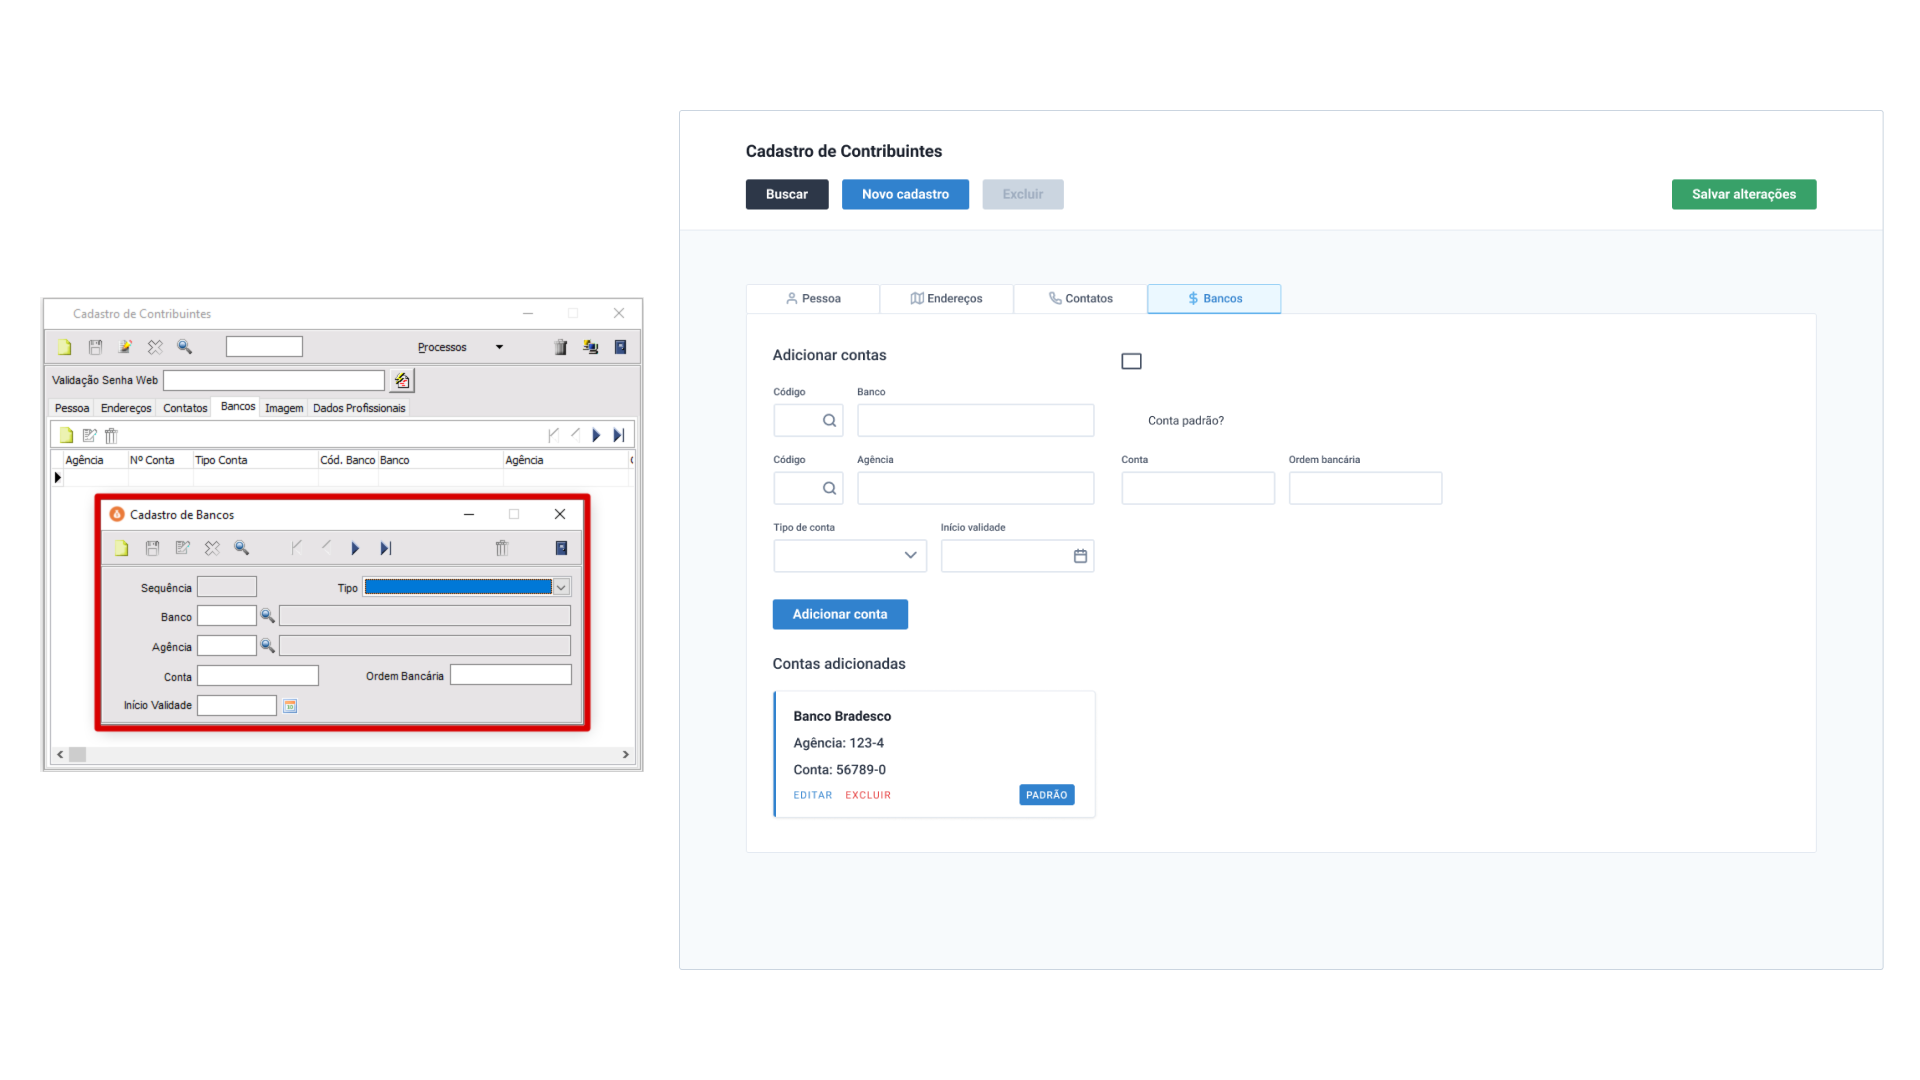 Cadastro de Contribuintes
Processos
Validação Senha Web
Pessoa Endereços Contatos Bancos Imagem Dados Profissionais
Agência Nº Conta Tipo Conta Cód. Banco Banco Agência
Cadastro de Bancos
Sequência Tipo
Banco
Agência
Conta Ordem Bancária
Início Validade
Cadastro de Contribuintes
Buscar Novo cadastro Excluir Salvar alterações
Pessoa Endereços Contatos $ Bancos
Adicionar contas
Código Banco
Conta padrão?
Código Agência Conta Ordem bancária
Tipo de conta Início validade
Adicionar conta
Contas adicionadas
Banco Bradesco
Agência: 123-4
Conta: 56789-0
EDITAR EXCLUIR PADRÃO